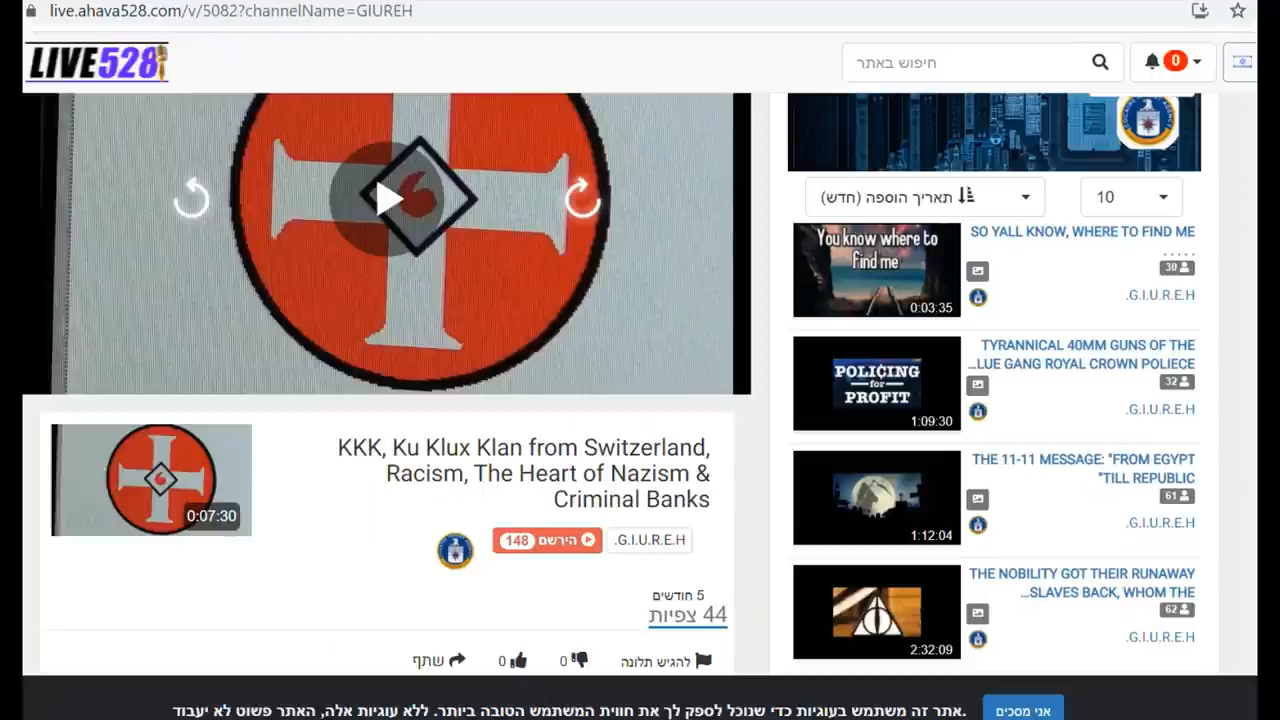 live.ahava528.com/v/5082?channelName=GIUREH
LIVE528
חיפוש באתר
0
תאריך הוספה (חדש)
10
You know where to
find me
0:03:35
SO YALL KNOW, WHERE TO FIND ME
.....
30
.G.I.U.R.E.H
POLICING
for
PROFIT
1:09:30
TYRANNICAL 40MM GUNS OF THE
...LUE GANG ROYAL CROWN POLIECE
32
.G.I.U.R.E.H
1:12:04
THE 11-11 MESSAGE: "FROM EGYPT
"TILL REPUBLIC
61
.G.I.U.R.E.H
2:32:09
THE NOBILITY GOT THEIR RUNAWAY
...SLAVES BACK, WHOM THE
62
.G.I.U.R.E.H
0:07:30
KKK, Ku Klux Klan from Switzerland,
Racism, The Heart of Nazism &
Criminal Banks
.G.I.U.R.E.H
הירשם 148
5 חודשים
44 צפיות
להגיש תלונה
0
0
שתף
אתר זה משתמש בעוגיות כדי שנוכל לספק לך את חווית המשתמש הטובה ביותר. ללא עוגיות אלה, האתר פשוט לא יעבוד.
אני מסכים